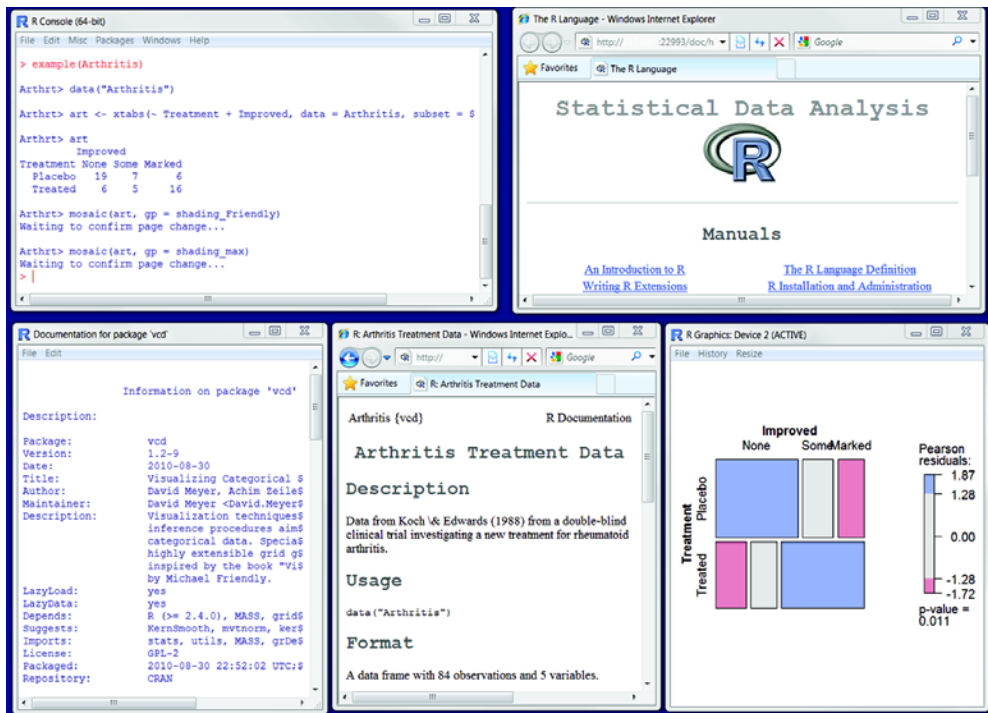 R Console (64-bit)
File Edit Misc Packages Windows Help
> example(Arthritis)
Arthrt> data("Arthritis")
Arthrt> art <- xtabs(~ Treatment + Improved, data = Arthritis, subset = $
Arthrt> art
Improved
Treatment None Some Marked
Placebo 19 7 6
Treated 6 5 16
Arthrt> mosaic(art, gp = shading_Friendly)
Waiting to confirm page change...
Arthrt> mosaic(art, gp = shading_max)
Waiting to confirm page change...
>
The R Language - Windows Internet Explorer
http:// :22993/doc/h Google
Favorites The R Language
Statistical Data Analysis
R
Manuals
An Introduction to R The R Language Definition
Writing R Extensions R Installation and Administration
Documentation for package 'vcd'
File Edit
Information on package 'vcd'
Description:
Package: vcd
Version: 1.2-9
Date: 2010-08-30
Title: Visualizing Categorical $
Author: David Meyer, Achim Zeile$
Maintainer: David Meyer <David.Meyer$
Description: Visualization techniques$
inference procedures aim$
categorical data. Specia$
highly extensible grid g$
inspired by the book "Vi$
by Michael Friendly.
LazyLoad: yes
LazyData: yes
Depends: R (>= 2.4.0), MASS, grid$
Suggests: KernSmooth, mvtnorm, ker$
Imports: stats, utils, MASS, grDe$
License: GPL-2
Packaged: 2010-08-30 22:52:02 UTC;$
Repository: CRAN
R: Arthritis Treatment Data - Windows Internet Explo...
http:// Google
Favorites R: Arthritis Treatment Data
Arthritis {vcd} R Documentation
Arthritis Treatment Data
Description
Data from Koch \& Edwards (1988) from a double-blind
clinical trial investigating a new treatment for rheumatoid
arthritis.
Usage
data("Arthritis")
Format
A data frame with 84 observations and 5 variables.
R Graphics: Device 2 (ACTIVE)
File History Resize
Improved
None Some Marked
Treatment
Placebo
Treated
Pearson
residuals:
1.87
1.28
0.00
-1.28
-1.72
p-value =
0.011